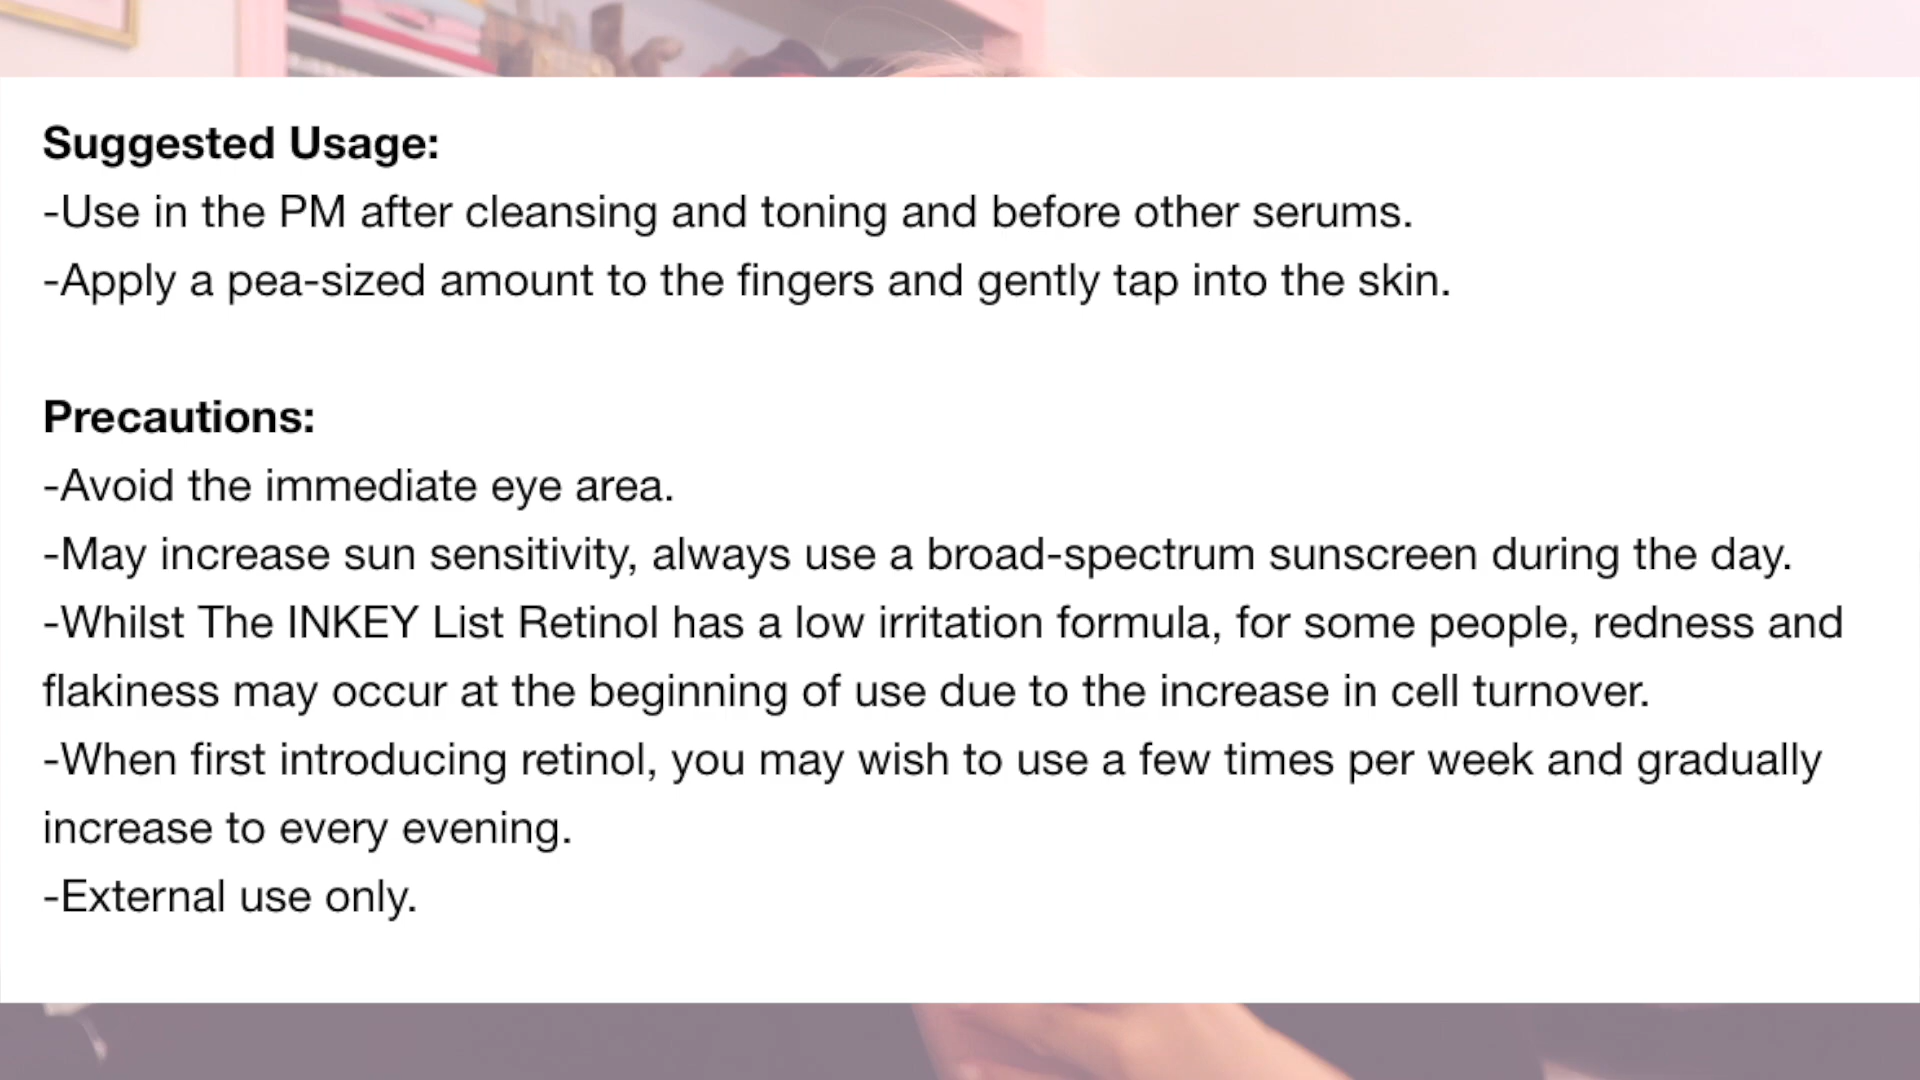 Suggested Usage:
-Use in the PM after cleansing and toning and before other serums.
-Apply a pea-sized amount to the fingers and gently tap into the skin.
Precautions:
-Avoid the immediate eye area.
-May increase sun sensitivity, always use a broad-spectrum sunscreen during the day.
-Whilst The INKEY List Retinol has a low irritation formula, for some people, redness and
flakiness may occur at the beginning of use due to the increase in cell turnover.
-When first introducing retinol, you may wish to use a few times per week and gradually
increase to every evening.
-External use only.